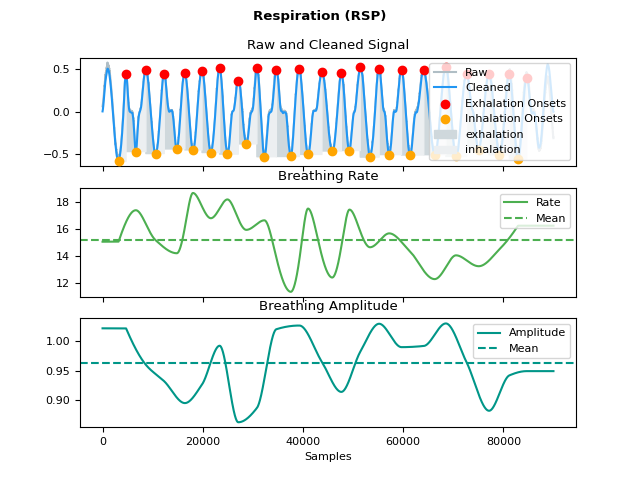 Respiration (RSP)
Raw and Cleaned Signal
0.5
0.0
−0.5
Raw
Cleaned
Exhalation Onsets
Inhalation Onsets
exhalation
inhalation
Breathing Rate
18
16
14
12
Rate
Mean
Breathing Amplitude
1.00
0.95
0.90
Amplitude
Mean
0 20000 40000 60000 80000
Samples